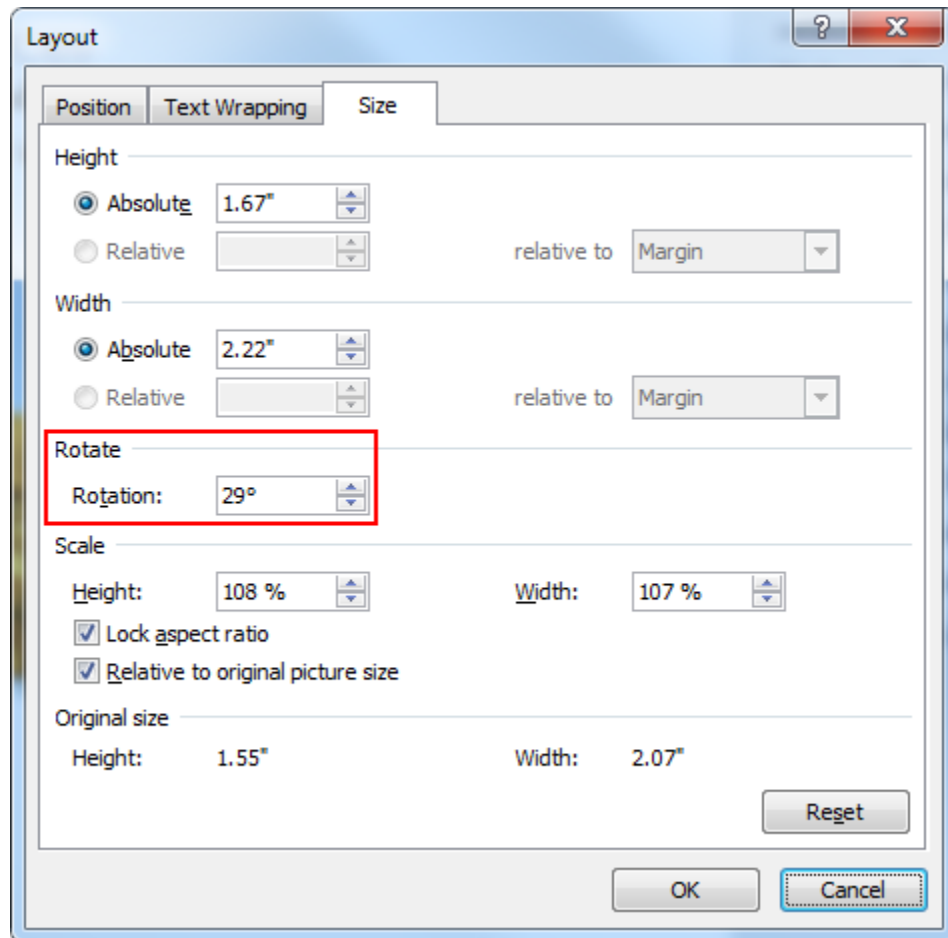 Layout
Position Text Wrapping Size
Height
Absolute 1.67"
Relative relative to Margin
Width
Absolute 2.22"
Relative relative to Margin
Rotate
Rotation: 29°
Scale
Height: 108 % Width: 107 %
Lock aspect ratio
Relative to original picture size
Original size
Height: 1.55" Width: 2.07"
Reset
OK Cancel